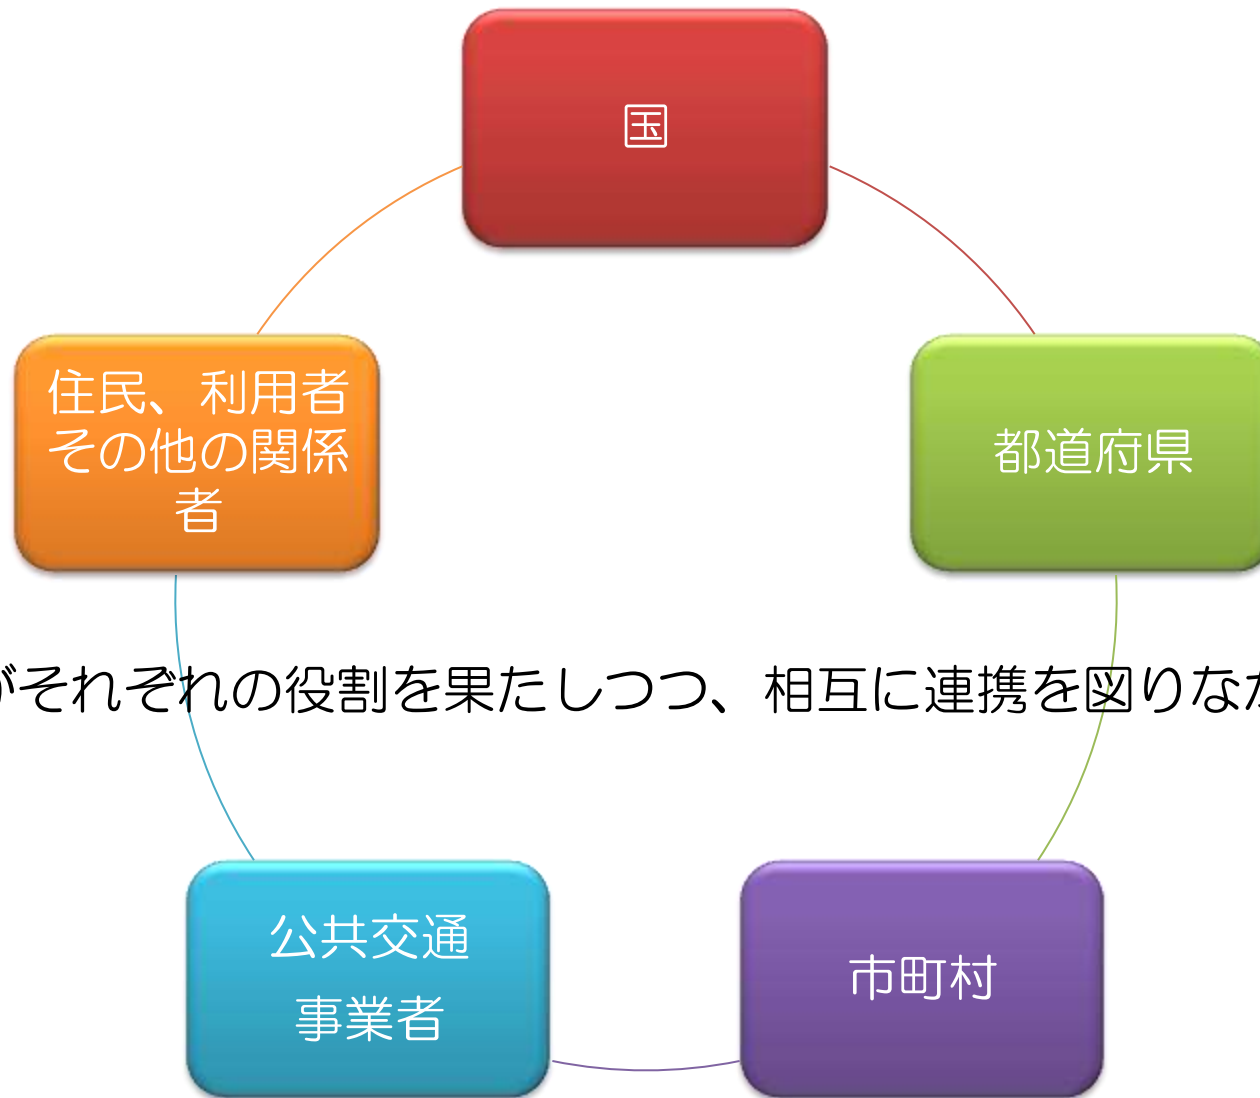 国
住民、利用者
その他の関係
者
都道府県
がそれぞれの役割を果たしつつ、相互に連携を図りなが
公共交通
事業者
市町村